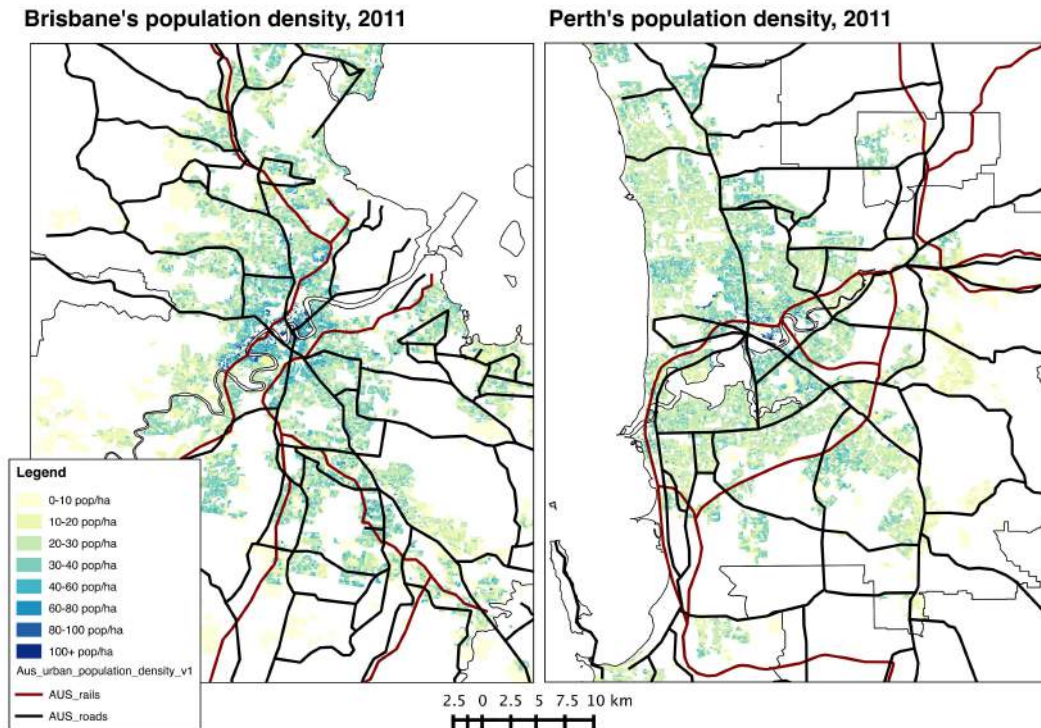 Brisbane's population density, 2011
Perth's population density, 2011
Legend
0-10 pop/ha
10-20 pop/ha
20-30 pop/ha
30-40 pop/ha
40-60 pop/ha
60-80 pop/ha
80-100 pop/ha
100+ pop/ha
Aus_urban_population_density_v1
AUS_rails
AUS_roads
2.5 0 2.5 5 7.5 10 km